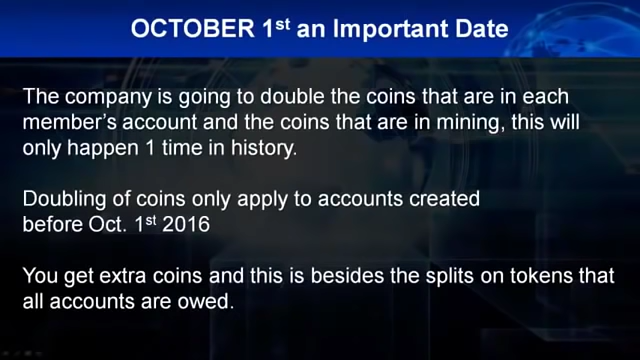 OCTOBER 1st an Important Date
The company is going to double the coins that are in each
member's account and the coins that are in mining, this will
only happen 1 time in history.
Doubling of coins only apply to accounts created
before Oct. 1st 2016
You get extra coins and this is besides the splits on tokens that
all accounts are owed.